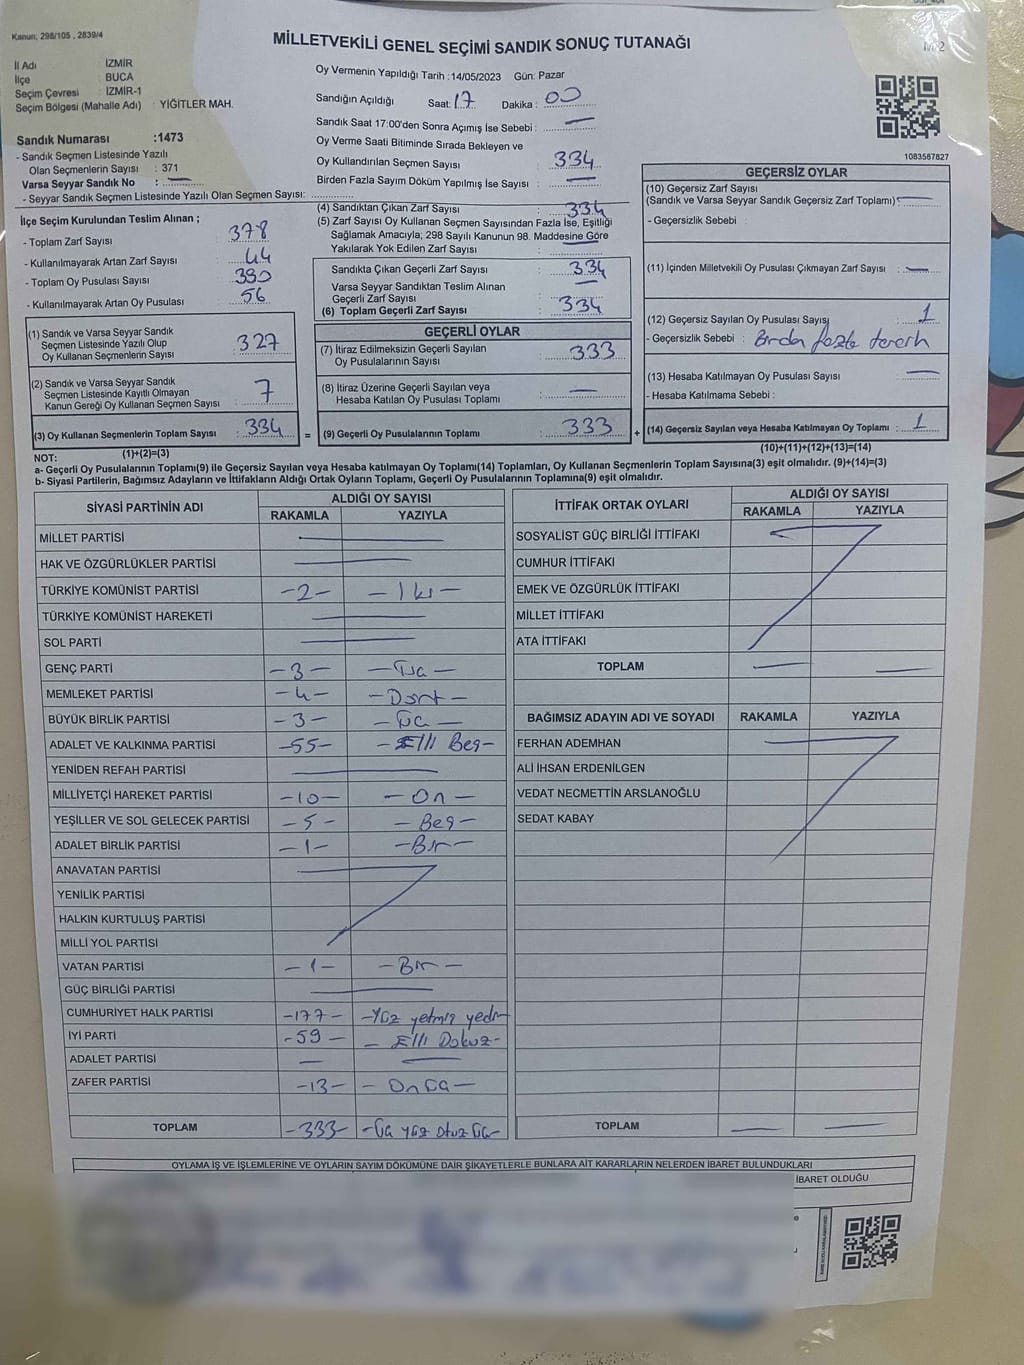 Kanun, 298/105 , 2839/4
MİLLETVEKİLİ GENEL SEÇİMİ SANDIK SONUÇ TUTANAĞI
İl Adı İZMİR
İlçe BUCA
Seçim Çevresi : İZMİR-1
Seçim Bölgesi (Mahalle Adı) : YİĞİTLER MAH.
Sandık Numarası :1473
- Sandık Seçmen Listesinde Yazılı
Olan Seçmenlerin Sayısı : 371
Varsa Seyyar Sandık No : —
- Seyyar Sandık Seçmen Listesinde Yazılı Olan Seçmen Sayısı:
Oy Vermenin Yapıldığı Tarih :14/05/2023 Gün: Pazar
Sandığın Açıldığı Saat: 17 Dakika : 00
Sandık Saat 17:00'den Sonra Açımış İse Sebebi : —
Oy Verme Saati Bitiminde Sırada Bekleyen ve
Oy Kullandırılan Seçmen Sayısı : 334
Birden Fazla Sayım Döküm Yapılmış İse Sayısı : —
1083567827
İlçe Seçim Kurulundan Teslim Alınan ;
- Toplam Zarf Sayısı : 378
- Kullanılmayarak Artan Zarf Sayısı : 44
- Toplam Oy Pusulası Sayısı : 390
- Kullanılmayarak Artan Oy Pusulası : 56
(1) Sandık ve Varsa Seyyar Sandık
Seçmen Listesinde Yazılı Olup
Oy Kullanan Seçmenlerin Sayısı : 327
(2) Sandık ve Varsa Seyyar Sandık
Seçmen Listesinde Kayıtlı Olmayan
Kanun Gereği Oy Kullanan Seçmen Sayısı : 7
(3) Oy Kullanan Seçmenlerin Toplam Sayısı : 334
(1)+(2)=(3)
(4) Sandıktan Çıkan Zarf Sayısı : 334
(5) Zarf Sayısı Oy Kullanan Seçmen Sayısından Fazla İse, Eşitliği
Sağlamak Amacıyla; 298 Sayılı Kanunun 98. Maddesine Göre
Yakılarak Yok Edilen Zarf Sayısı : —
Sandıkta Çıkan Geçerli Zarf Sayısı : 334
Varsa Seyyar Sandıktan Teslim Alınan
Geçerli Zarf Sayısı : —
(6) Toplam Geçerli Zarf Sayısı : 334
GEÇERLİ OYLAR
(7) İtiraz Edilmeksizin Geçerli Sayılan
Oy Pusulalarının Sayısı : 333
(8) İtiraz Üzerine Geçerli Sayılan veya
Hesaba Katılan Oy Pusulası Toplamı : —
= (9) Geçerli Oy Pusulalarının Toplamı : 333 +
GEÇERSİZ OYLAR
(10) Geçersiz Zarf Sayısı
(Sandık ve Varsa Seyyar Sandık Geçersiz Zarf Toplamı): —
- Geçersizlik Sebebi :
(11) İçinden Milletvekili Oy Pusulası Çıkmayan Zarf Sayısı : —
(12) Geçersiz Sayılan Oy Pusulası Sayısı : 1
- Geçersizlik Sebebi : Birden fazla tercih
(13) Hesaba Katılmayan Oy Pusulası Sayısı : —
- Hesaba Katılmama Sebebi :
(14) Geçersiz Sayılan veya Hesaba Katılmayan Oy Toplamı : 1
(10)+(11)+(12)+(13)=(14)
NOT:
a- Geçerli Oy Pusulalarının Toplamı(9) ile Geçersiz Sayılan veya Hesaba katılmayan Oy Toplamı(14) Toplamları, Oy Kullanan Seçmenlerin Toplam Sayısına(3) eşit olmalıdır. (9)+(14)=(3)
b- Siyasi Partilerin, Bağımsız Adayların ve İttifakların Aldığı Ortak Oyların Toplamı, Geçerli Oy Pusulalarının Toplamına(9) eşit olmalıdır.
SİYASİ PARTİNİN ADI ALDIĞI OY SAYISI
RAKAMLA YAZIYLA
MİLLET PARTİSİ —
HAK VE ÖZGÜRLÜKLER PARTİSİ —
TÜRKİYE KOMÜNİST PARTİSİ -2- -İki-
TÜRKİYE KOMÜNİST HAREKETİ —
SOL PARTİ —
GENÇ PARTİ -3- -Üç-
MEMLEKET PARTİSİ -4- -Dört-
BÜYÜK BİRLİK PARTİSİ -3- -Üç-
ADALET VE KALKINMA PARTİSİ -55- -Elli Beş-
YENİDEN REFAH PARTİSİ —
MİLLİYETÇİ HAREKET PARTİSİ -10- -On-
YEŞİLLER VE SOL GELECEK PARTİSİ -5- -Beş-
ADALET BİRLİK PARTİSİ -1- -Bir-
ANAVATAN PARTİSİ
YENİLİK PARTİSİ
HALKIN KURTULUŞ PARTİSİ
MİLLİ YOL PARTİSİ
VATAN PARTİSİ -1- -Bir-
GÜÇ BİRLİĞİ PARTİSİ —
CUMHURİYET HALK PARTİSİ -177- -Yüz yetmiş yedi-
İYİ PARTİ -59- -Elli Dokuz-
ADALET PARTİSİ — —
ZAFER PARTİSİ -13- -Onüç-
TOPLAM -333- -Üç yüz otuz üç-
İTTİFAK ORTAK OYLARI ALDIĞI OY SAYISI
RAKAMLA YAZIYLA
SOSYALİST GÜÇ BİRLİĞİ İTTİFAKI
CUMHUR İTTİFAKI
EMEK VE ÖZGÜRLÜK İTTİFAKI
MİLLET İTTİFAKI
ATA İTTİFAKI
TOPLAM — —
BAĞIMSIZ ADAYIN ADI VE SOYADI RAKAMLA YAZIYLA
FERHAN ADEMHAN
ALİ İHSAN ERDENİLGEN
VEDAT NECMETTİN ARSLANOĞLU
SEDAT KABAY
TOPLAM — —
OYLAMA İŞ VE İŞLEMLERİNE VE OYLARIN SAYIM DÖKÜMÜNE DAİR ŞİKAYETLERLE BUNLARA AİT KARARLARIN NELERDEN İBARET BULUNDUKLARI
İBARET OLDUĞU